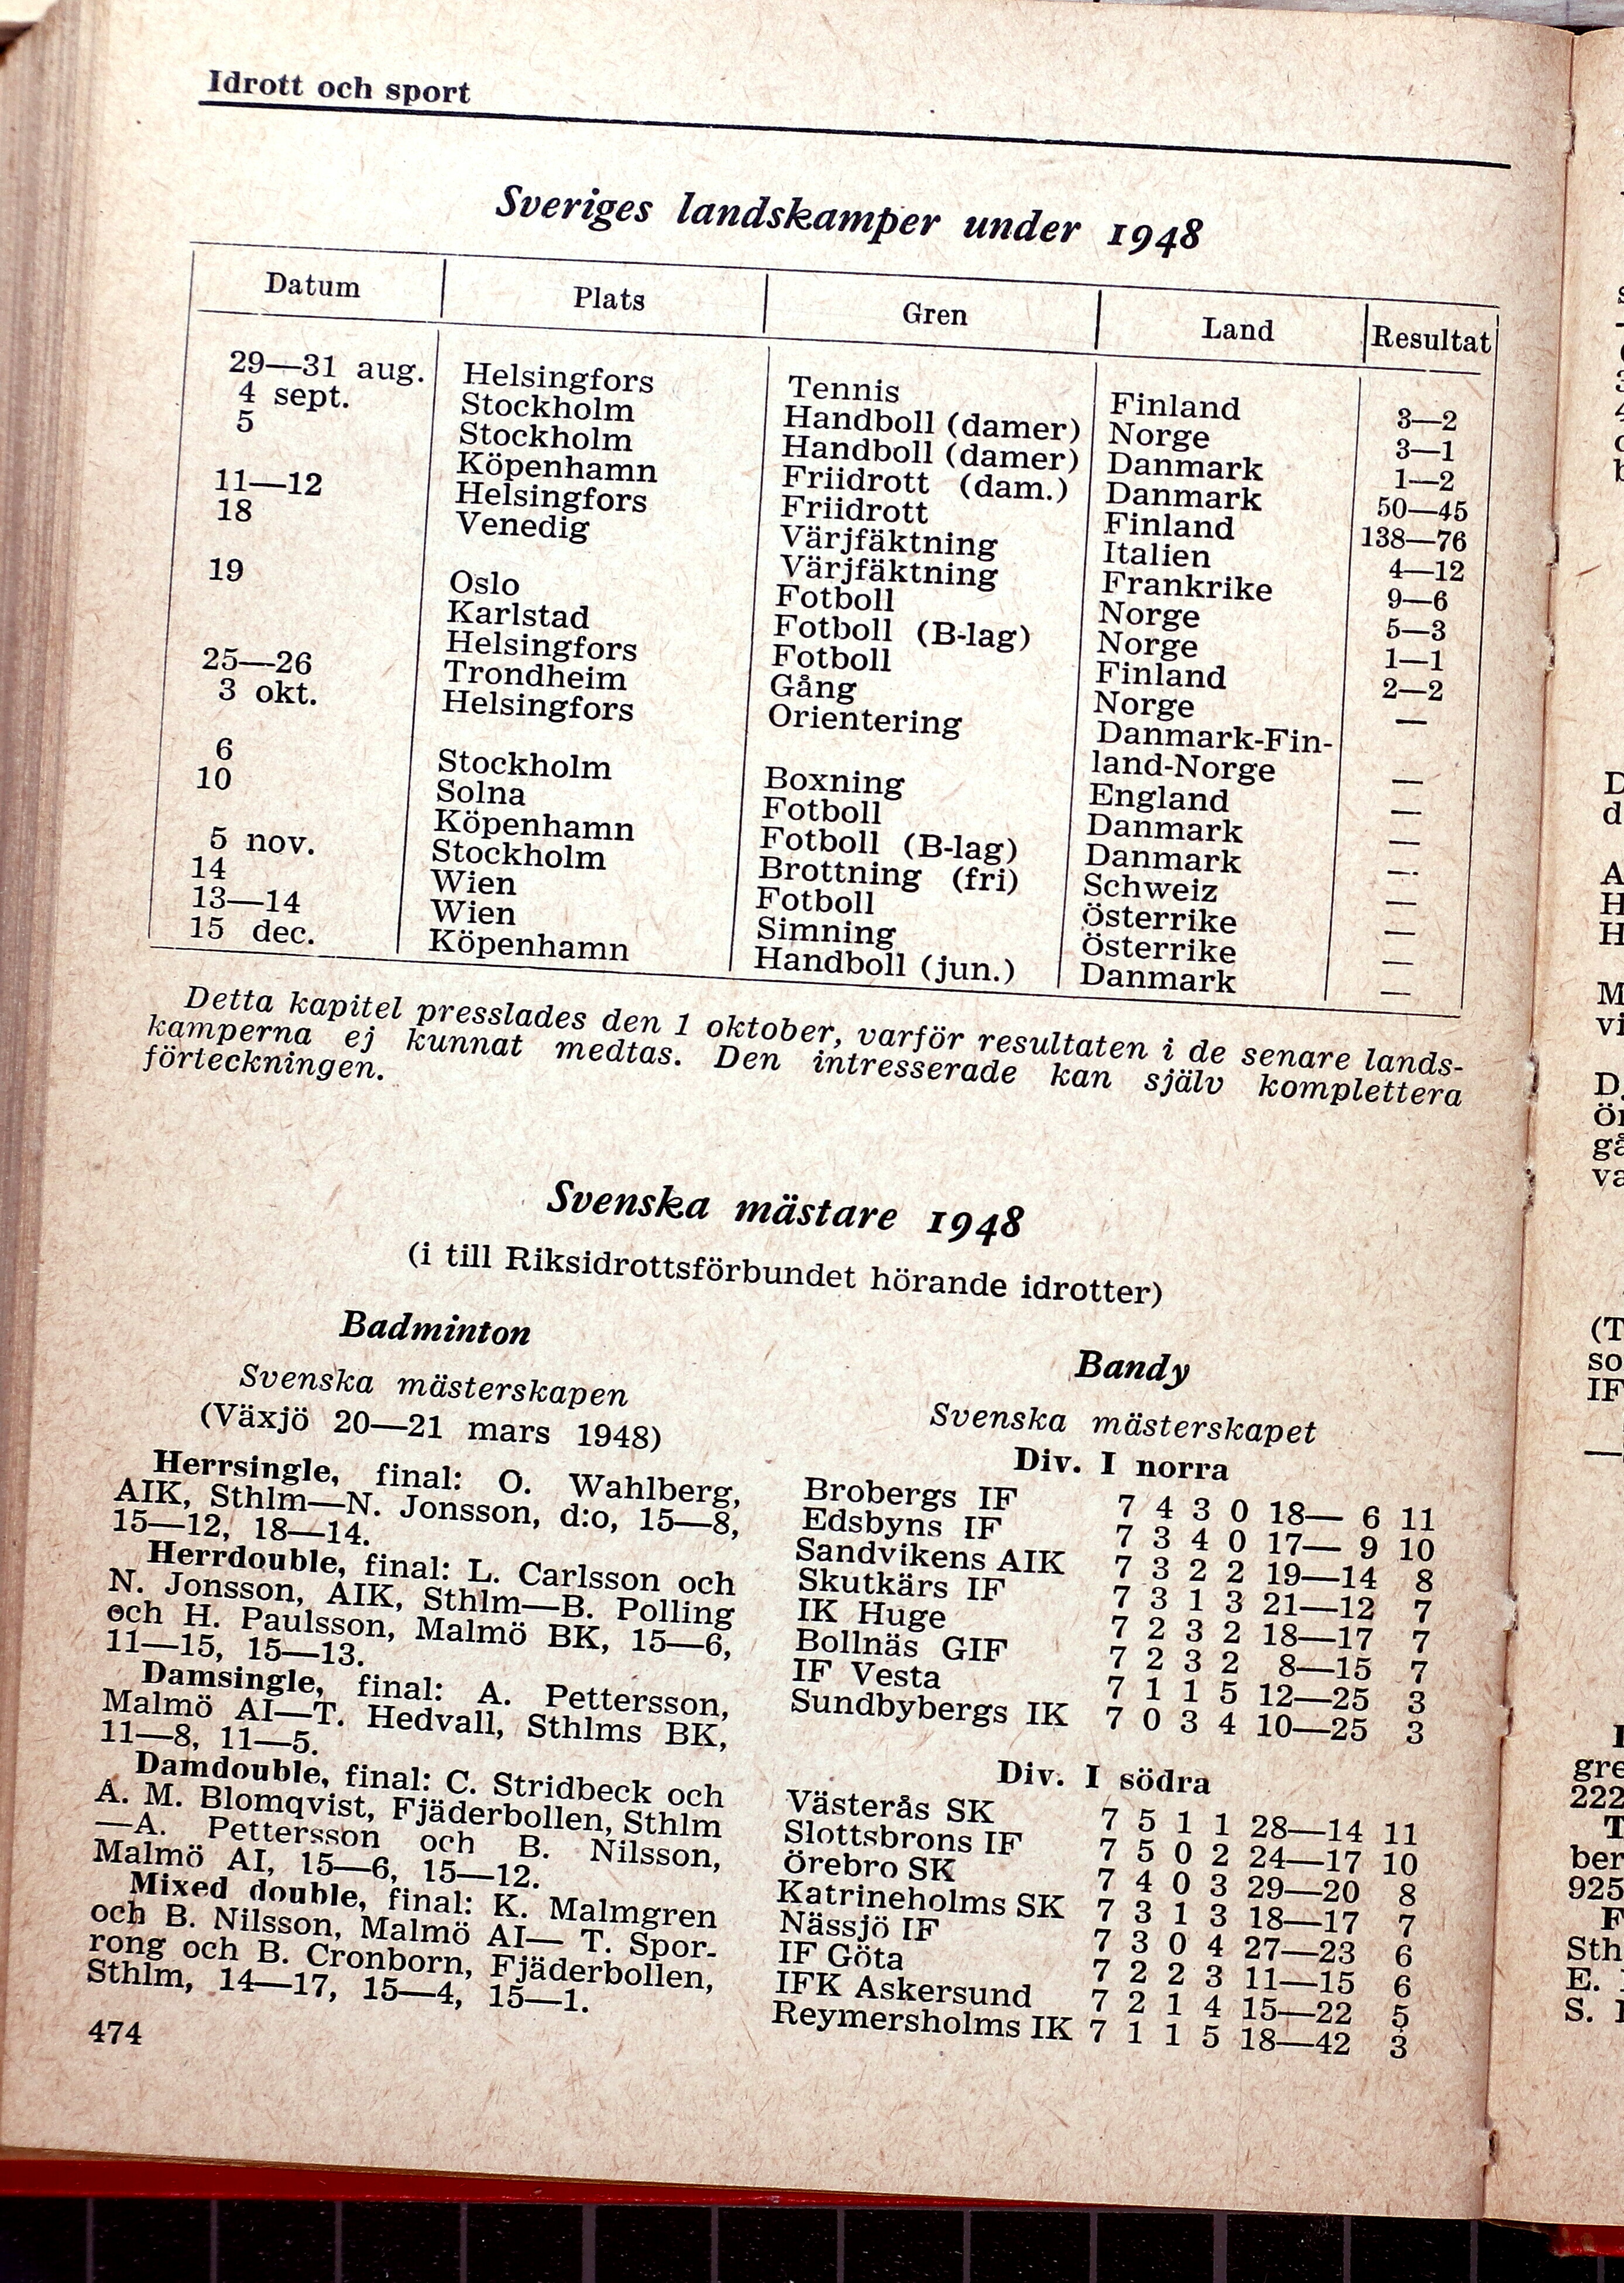 Idrott och sport
Sveriges landskamper under 1948
Datum Plats Gren Land Resultat
29—31 aug. Helsingfors Tennis Finland 3—2
4 sept. Stockholm Handboll (damer) Norge 3—1
5 Stockholm Handboll (damer) Danmark 1—2
Köpenhamn Friidrott (dam.) Danmark 50—45
11—12 Helsingfors Friidrott Finland 138—76
18 Venedig Värjfäktning Italien 4—12
Värjfäktning Frankrike 9—6
19 Oslo Fotboll Norge 5—3
Karlstad Fotboll (B-lag) Norge 1—1
Helsingfors Fotboll Finland 2—2
25—26 Trondheim Gång Norge —
3 okt. Helsingfors Orientering Danmark-Fin-
land-Norge —
6 Stockholm Boxning England —
10 Solna Fotboll Danmark —
Köpenhamn Fotboll (B-lag) Danmark —
5 nov. Stockholm Brottning (fri) Schweiz —
14 Wien Fotboll Österrike —
13—14 Wien Simning Österrike —
15 dec. Köpenhamn Handboll (jun.) Danmark —
Detta kapitel presslades den 1 oktober, varför resultaten i de senare lands-
kamperna ej kunnat medtas. Den intresserade kan själv komplettera
förteckningen.
Svenska mästare 1948
(i till Riksidrottsförbundet hörande idrotter)
Badminton
Svenska mästerskapen
(Växjö 20—21 mars 1948)
Herrsingle, final: O. Wahlberg,
AIK, Sthlm—N. Jonsson, d:o, 15—8,
15—12, 18—14.
Herrdouble, final: L. Carlsson och
N. Jonsson, AIK, Sthlm—B. Polling
och H. Paulsson, Malmö BK, 15—6,
11—15, 15—13.
Damsingle, final: A. Pettersson,
Malmö AI—T. Hedvall, Sthlms BK,
11—8, 11—5.
Damdouble, final: C. Stridbeck och
A. M. Blomqvist, Fjäderbollen, Sthlm
—A. Pettersson och B. Nilsson,
Malmö AI, 15—6, 15—12.
Mixed double, final: K. Malmgren
och B. Nilsson, Malmö AI— T. Spor-
rong och B. Cronborn, Fjäderbollen,
Sthlm, 14—17, 15—4, 15—1.
Bandy
Svenska mästerskapet
Div. I norra
Brobergs IF 7 4 3 0 18— 6 11
Edsbyns IF 7 3 4 0 17— 9 10
Sandvikens AIK 7 3 2 2 19—14 8
Skutkärs IF 7 3 1 3 21—12 7
IK Huge 7 2 3 2 18—17 7
Bollnäs GIF 7 2 3 2 8—15 7
IF Vesta 7 1 1 5 12—25 3
Sundbybergs IK 7 0 3 4 10—25 3
Div. I södra
Västerås SK 7 5 1 1 28—14 11
Slottsbrons IF 7 5 0 2 24—17 10
Örebro SK 7 4 0 3 29—20 8
Katrineholms SK 7 3 1 3 18—17 7
Nässjö IF 7 3 0 4 27—23 6
IF Göta 7 2 2 3 11—15 6
IFK Askersund 7 2 1 4 15—22 5
Reymersholms IK 7 1 1 5 18—42 3
474